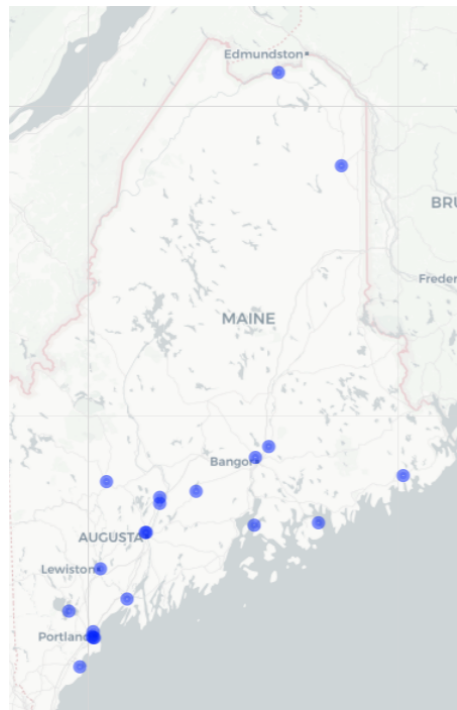 Edmundston
BRU
Freder
MAINE
Bangor
AUGUSTA
Lewiston
Portland